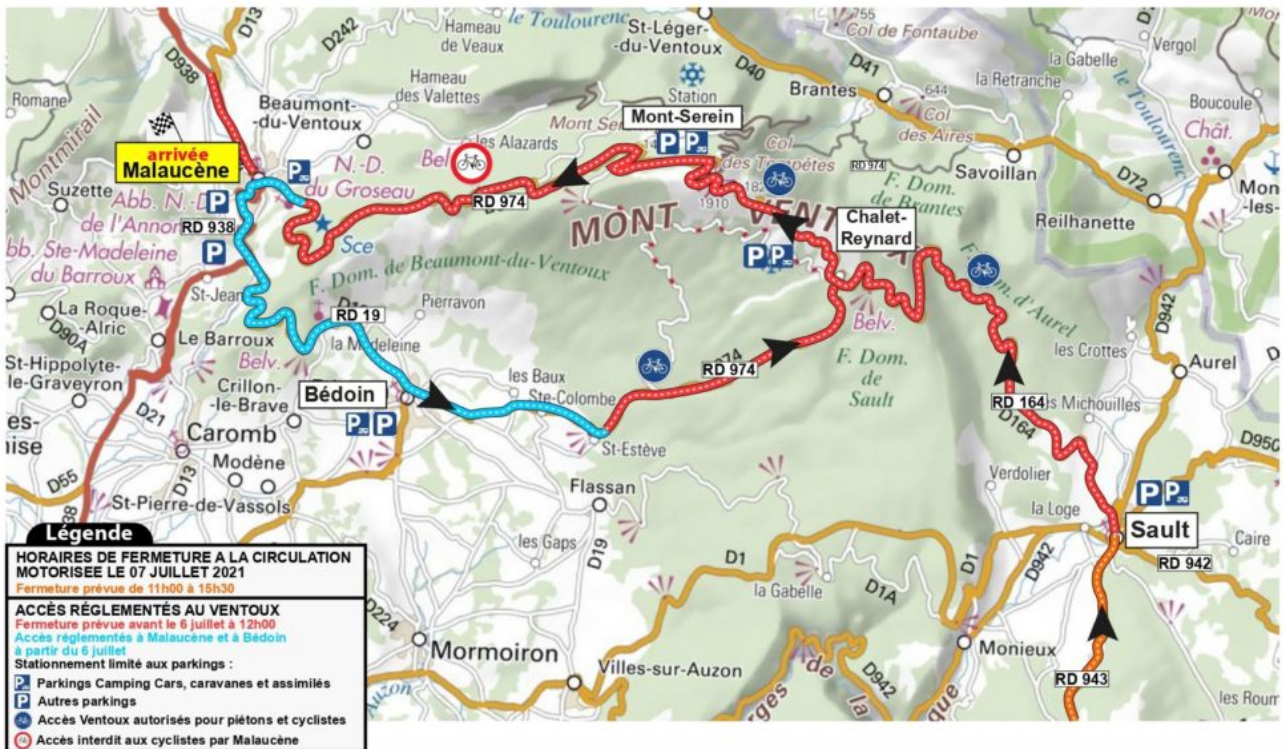 D938
D13
D242
Hameau
de Veaux
le Toulourenc
St-Léger-
du-Ventoux
755
Col de Fontaube
Vergol
la Gabelle
la Retranche
D40
D41
le Toulourenc
Romane
Hameau
des Valettes
Station
Brantes
644
Col
des Aires
Boucoule
Chât.
Beaumont-
du-Ventoux
Mont-Serein
les Alazards
Col
des Tempêtes
RD 974
Savoillan
D72
Montmirail
arrivée
Malaucène
N.-D.
du Groseau
1910
F. Dom.
de Brantes
Reilhanette
Suzette
RD 938
RD 974
MONT VENTOUX
Chalet-
Reynard
Abb. Ste-Madeleine
du Barroux
Sce
F. Dom. de Beaumont-du-Ventoux
D942
St-Jean
RD 19
Pierravon
La Roque-
-Alric
D90A
Le Barroux
la Madeleine
Belv.
Belv.
les Crottes
Aurel
St-Hippolyte-
le-Graveyron
Crillon-
-le-Brave
Bédoin
les Baux
Ste-Colombe
RD 974
F. Dom.
de
Sault
RD 164
D164
D21
Caromb
St-Estève
D950
Modène
D13
Verdolier
D55
St-Pierre-de-Vassols
Flassan
la Loge
Sault
les Gaps
D19
D1
D1
D942
RD 942
Caire
la Gabelle
D1A
D224
Mormoiron
Villes-sur-Auzon
D942
Monieux
RD 943
Auzon
Légende
HORAIRES DE FERMETURE A LA CIRCULATION
MOTORISEE LE 07 JUILLET 2021
Fermeture prévue de 11h00 à 15h30
ACCÈS RÉGLEMENTÉS AU VENTOUX
Fermeture prévue avant le 6 juillet à 12h00
Accès réglementés à Malaucène et à Bédoin
à partir du 6 juillet
Stationnement limité aux parkings :
P Parkings Camping Cars, caravanes et assimilés
P Autres parkings
Accès Ventoux autorisés pour piétons et cyclistes
Accès interdit aux cyclistes par Malaucène